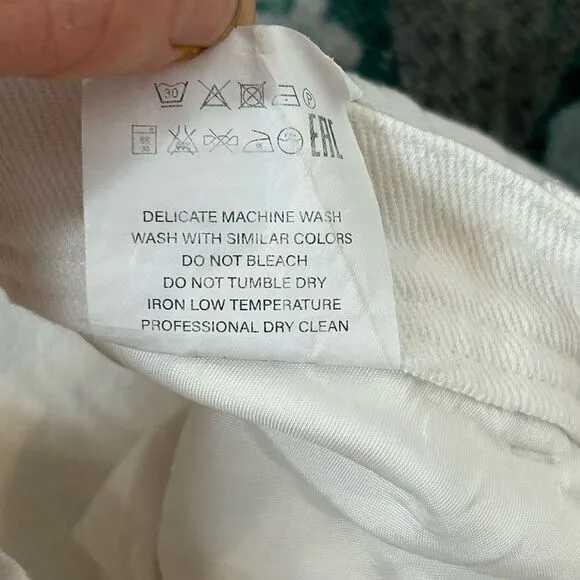 30 P
EAC
DELICATE MACHINE WASH
WASH WITH SIMILAR COLORS
DO NOT BLEACH
DO NOT TUMBLE DRY
IRON LOW TEMPERATURE
PROFESSIONAL DRY CLEAN